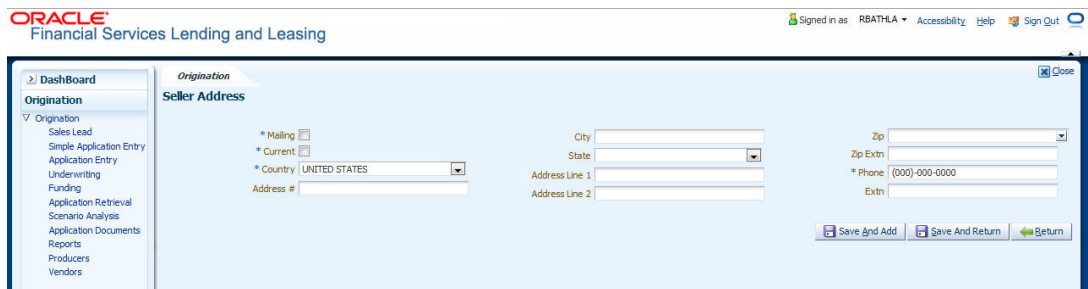 ORACLE
Financial Services Lending and Leasing
Signed in as RBATHLA Accessibility Help Sign Out
DashBoard
Origination
Origination
Sales Lead
Simple Application Entry
Application Entry
Underwriting
Funding
Application Retrieval
Scenario Analysis
Application Documents
Reports
Producers
Vendors
Origination
Close
Seller Address
* Mailing
* Current
* Country UNITED STATES
Address #
City
State
Address Line 1
Address Line 2
Zip
Zip Extn
* Phone (000)-000-0000
Extn
Save And Add
Save And Return
Return